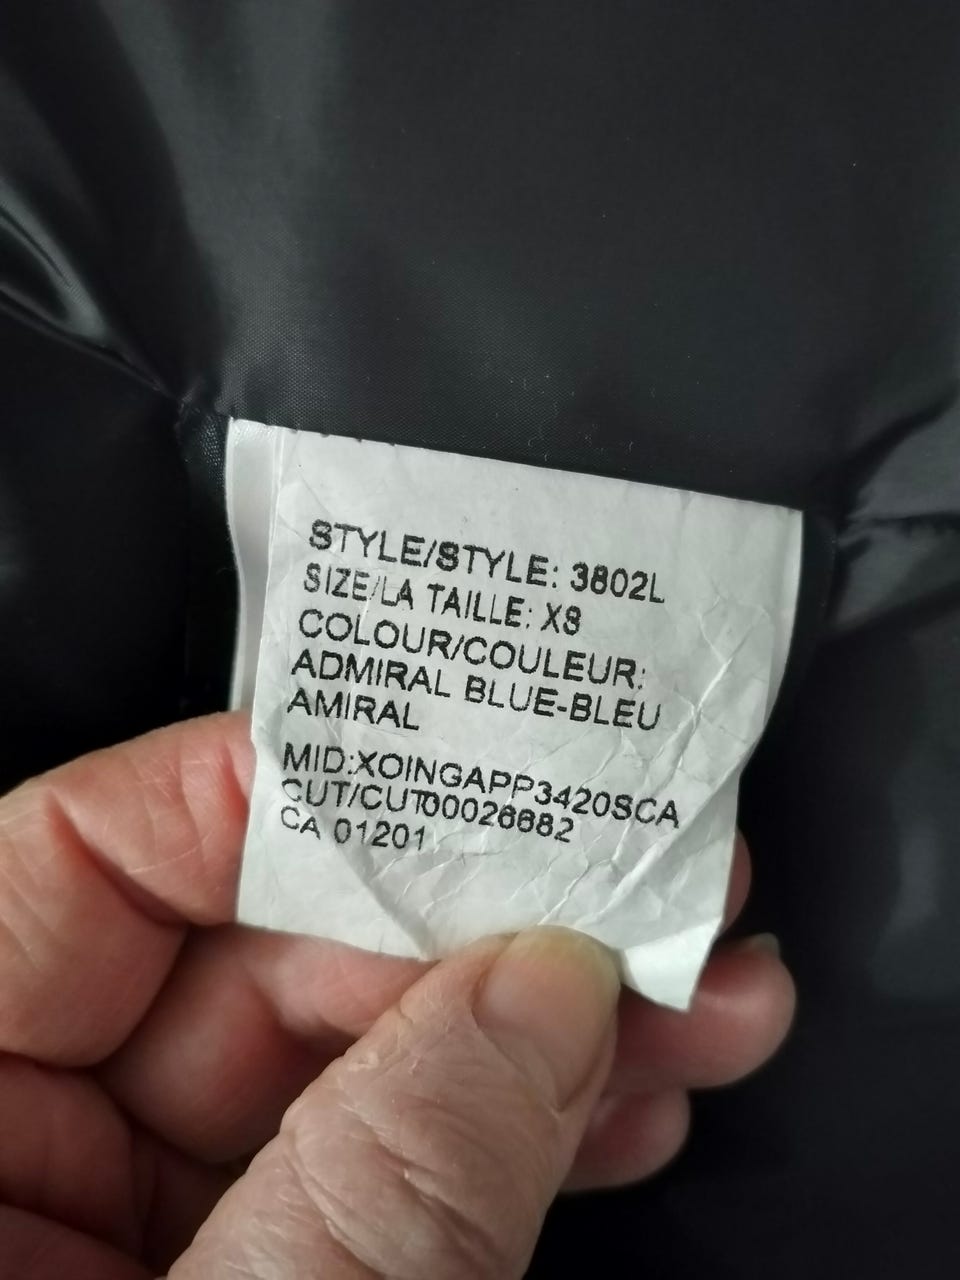 STYLE/STYLE: 3802L
SIZE/LA TAILLE: XS
COLOUR/COULEUR:
ADMIRAL BLUE-BLEU
AMIRAL
MID:XOINGAPP3420SCA
CUT/CUT00026682
CA 01201